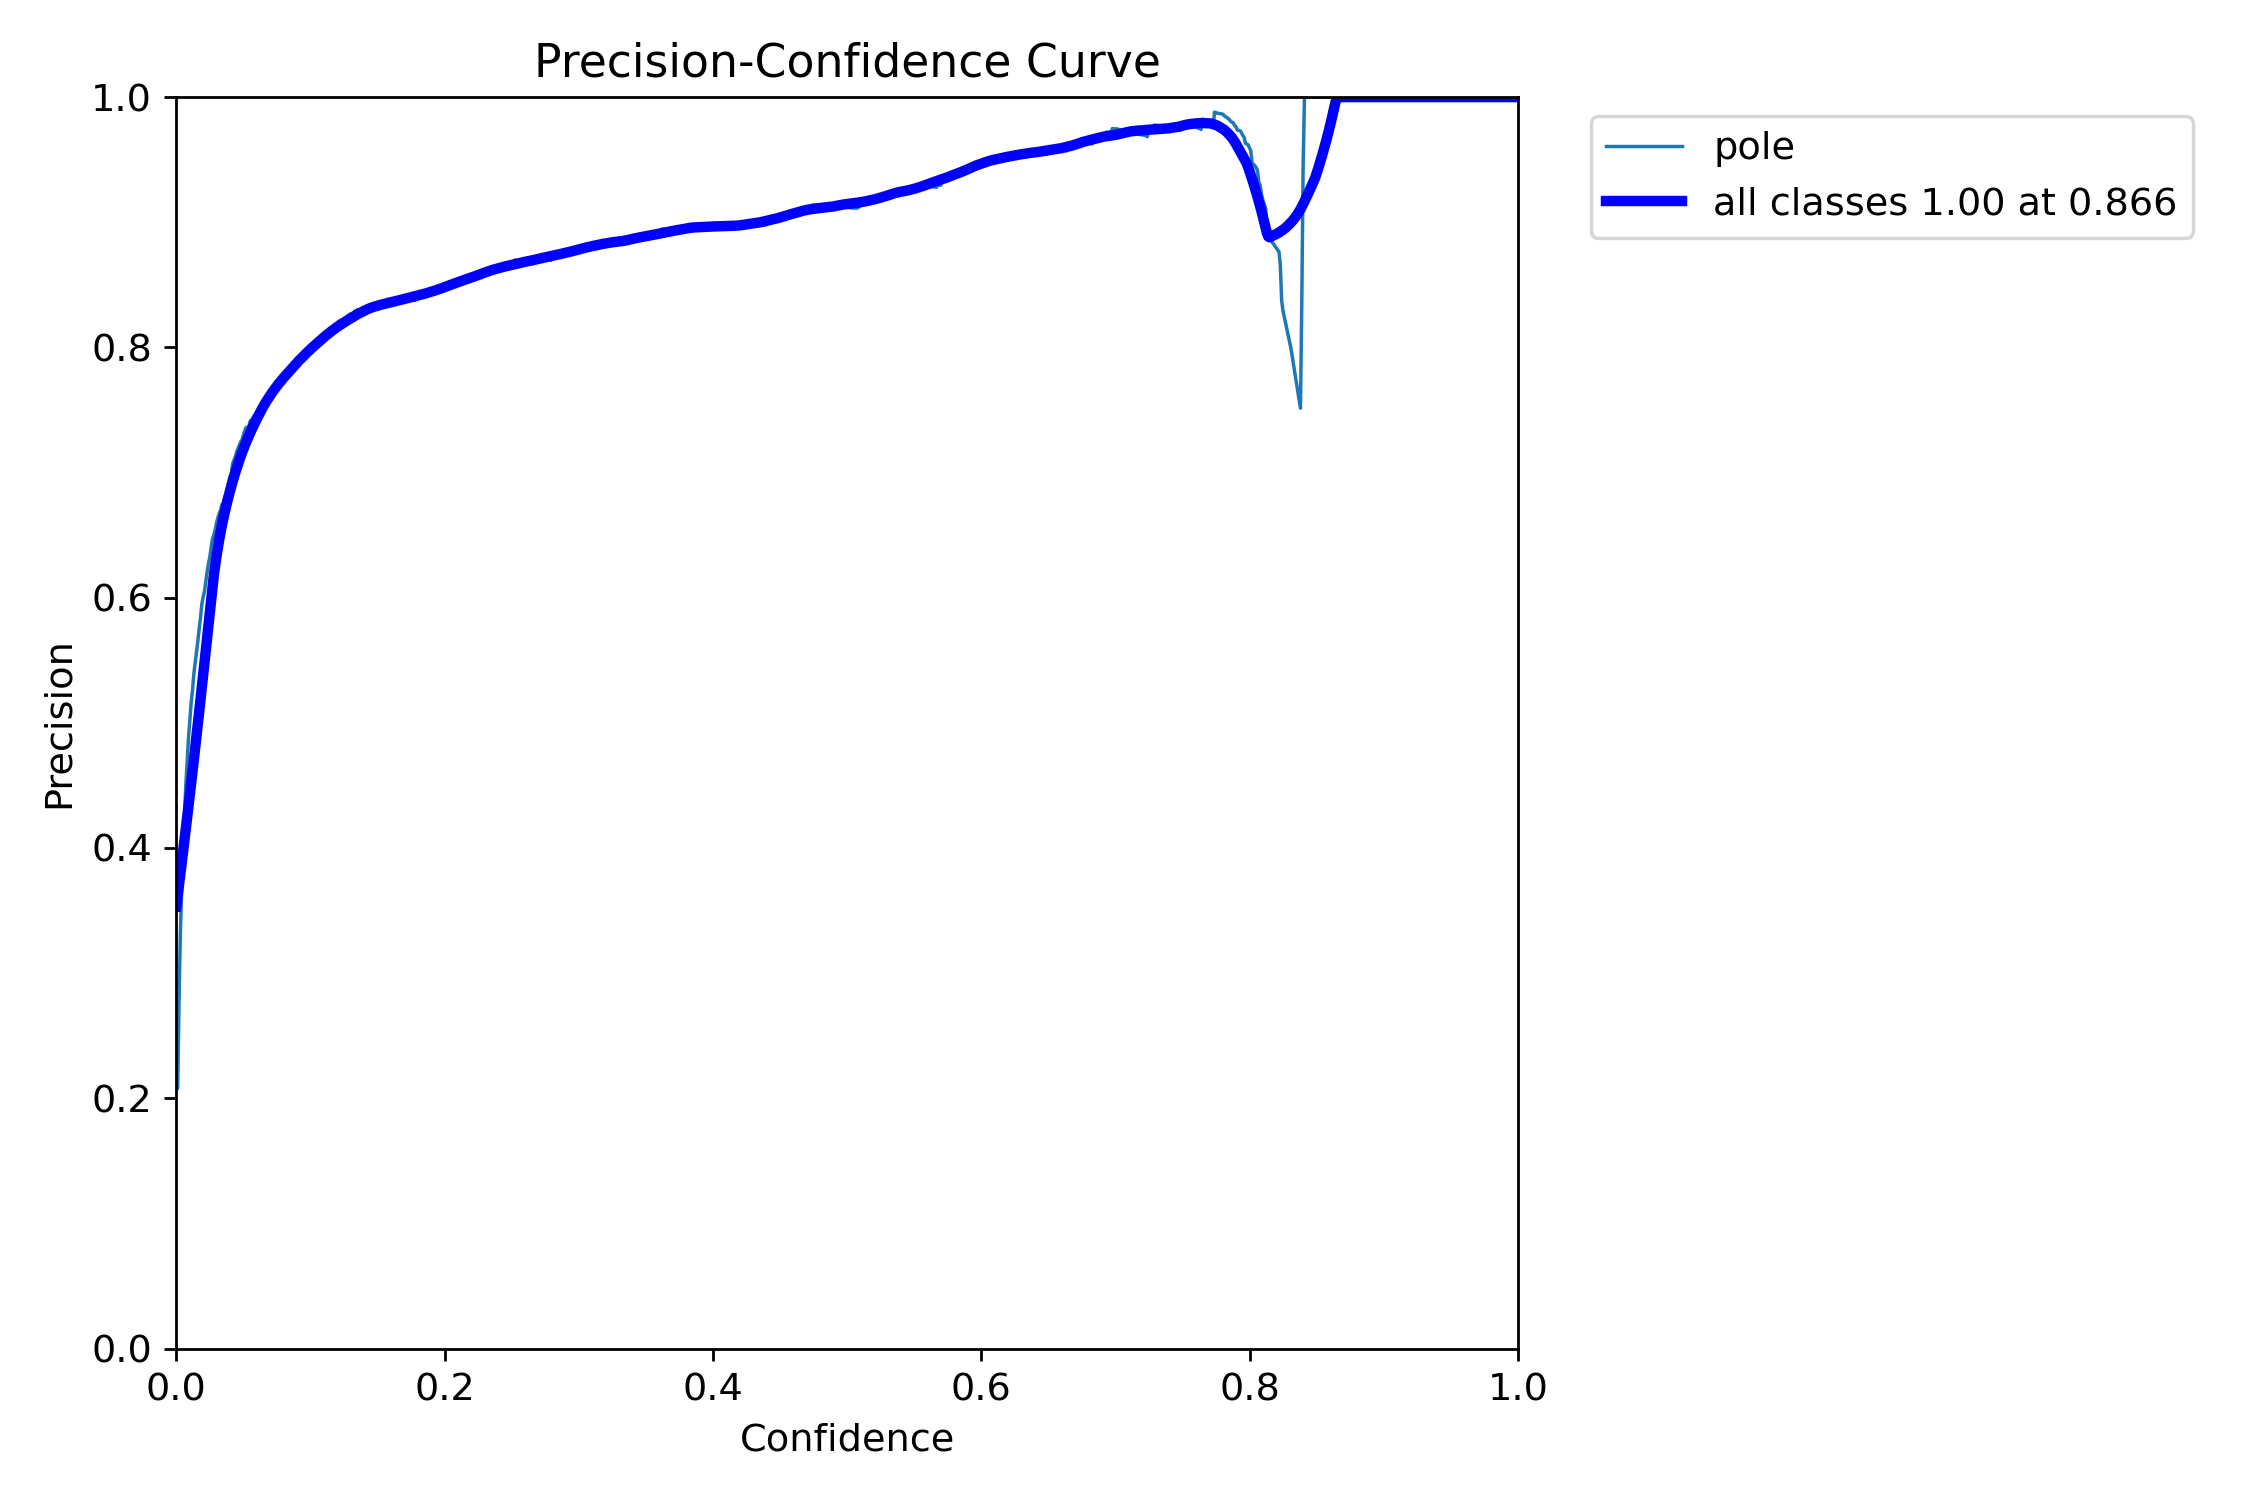 Precision-Confidence Curve
1.0
0.8
0.6
0.4
0.2
0.0
Precision
0.0 0.2 0.4 0.6 0.8 1.0
Confidence
pole
all classes 1.00 at 0.866